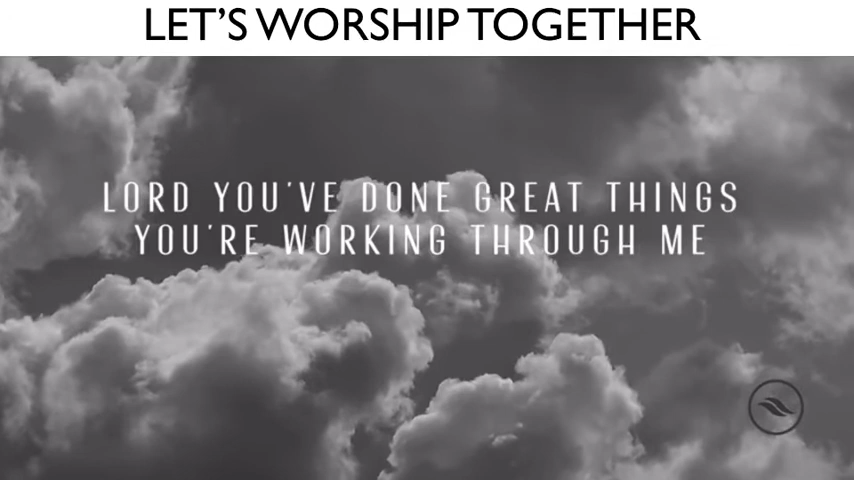 LET'S WORSHIP TOGETHER
LORD YOU'VE DONE GREAT THINGS
YOU'RE WORKING THROUGH ME